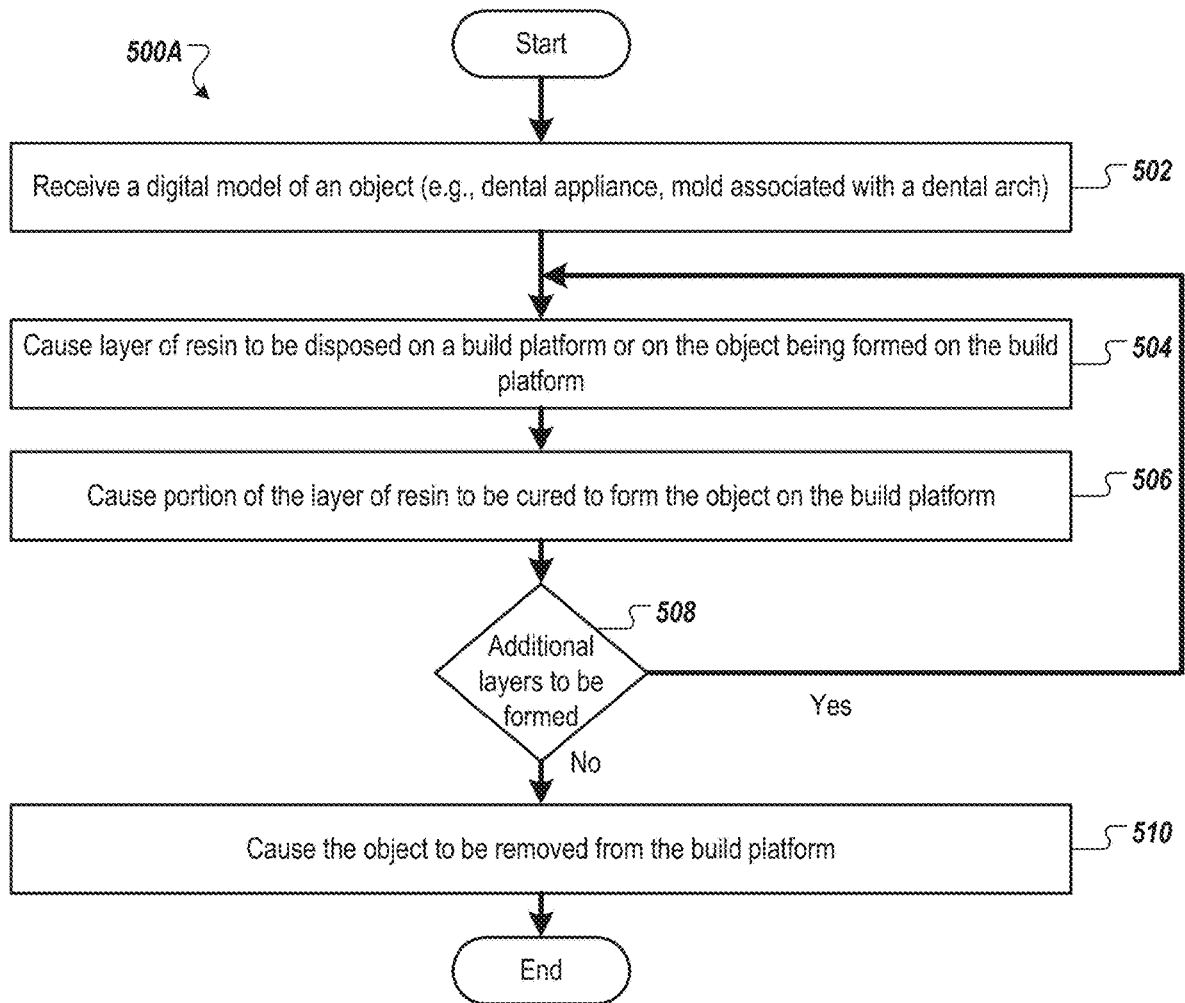 Start
500A
Receive a digital model of an object (e.g., dental appliance, mold associated with a dental arch)
502
Cause layer of resin to be disposed on a build platform or on the object being formed on the build
platform
504
Cause portion of the layer of resin to be cured to form the object on the build platform
506
508
Additional
layers to be
formed
Yes
No
Cause the object to be removed from the build platform
510
End